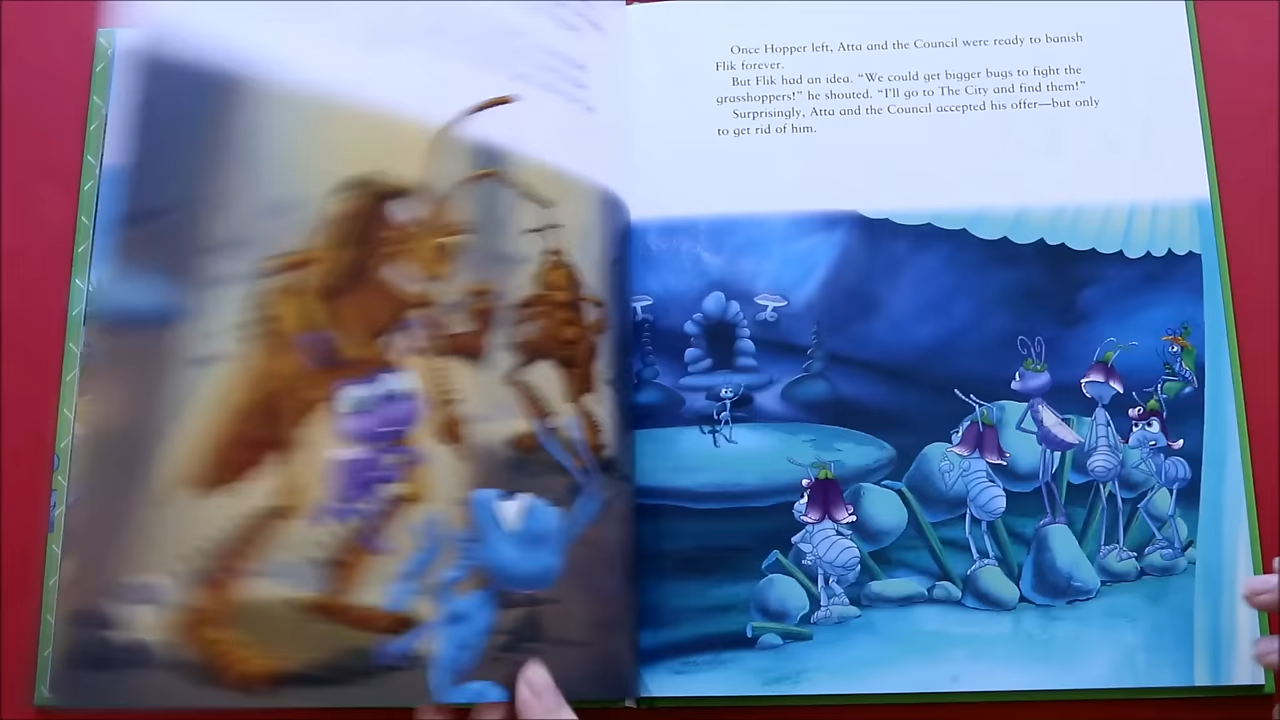 Once Hopper left, Atta and the Council were ready to banish
Flik forever.
But Flik had an idea. “We could get bigger bugs to fight the
grasshoppers!” he shouted. “I’ll go to The City and find them!”
Surprisingly, Atta and the Council accepted his offer—but only
to get rid of him.